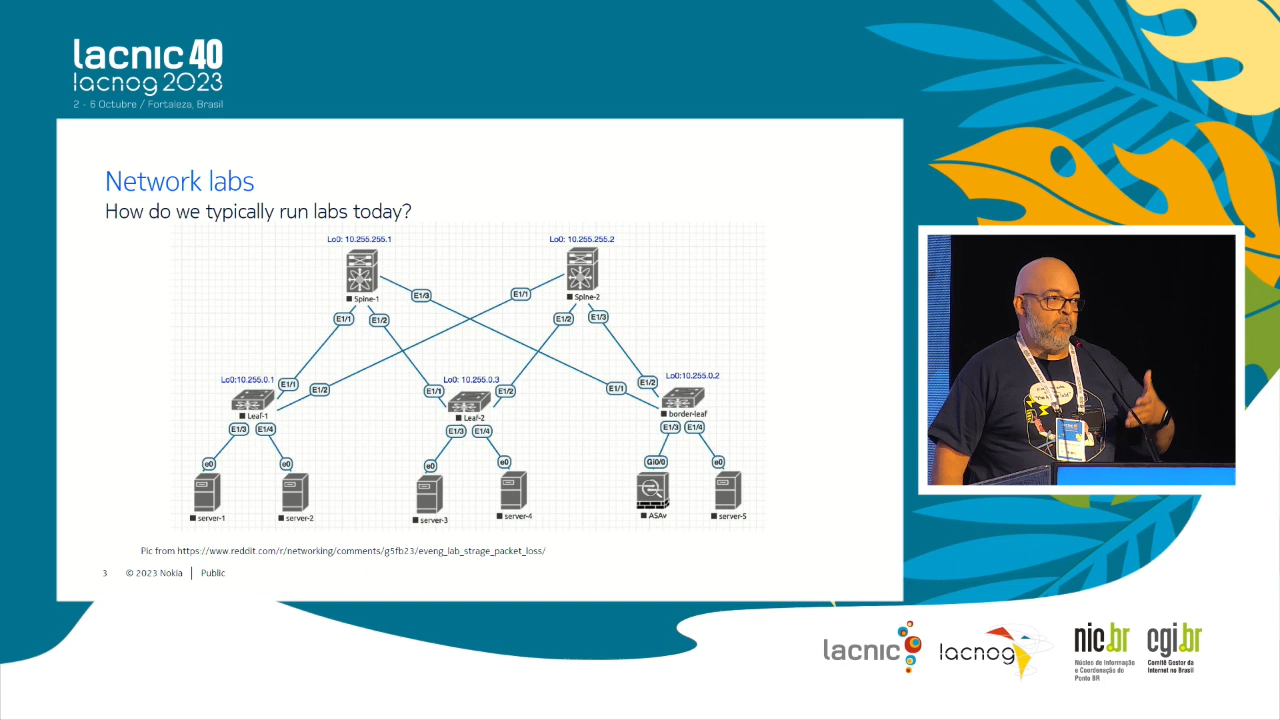 lacnic 40
lacnog 2023
2 - 6 Octubre / Fortaleza, Brasil
Network labs
How do we typically run labs today?
Lo0: 10.255.255.1
Lo0: 10.255.255.2
Spine-1
Spine-2
E1/3
E1/1
E1/1
E1/2
E1/2
E1/3
Lo0:10.255.0.1
Lo0: 10.255.0.3
Lo0:10.255.0.2
E1/1
E1/2
E1/1
E1/2
E1/1
E1/2
Leaf-1
Leaf-2
border-leaf
E1/3
E1/4
E1/3
E1/4
E1/3
E1/4
e0
e0
e0
e0
Gi0/0
e0
server-1
server-2
server-3
server-4
ASAv
server-5
Pic from https://www.reddit.com/r/networking/comments/g5fb23/eveng_lab_strage_packet_loss/
3 © 2023 Nokia | Public
lacnic
lacnog
nic.br
cgi.br
Núcleo de Informação
e Coordenação do
Ponto BR
Comitê Gestor da
Internet no Brasil